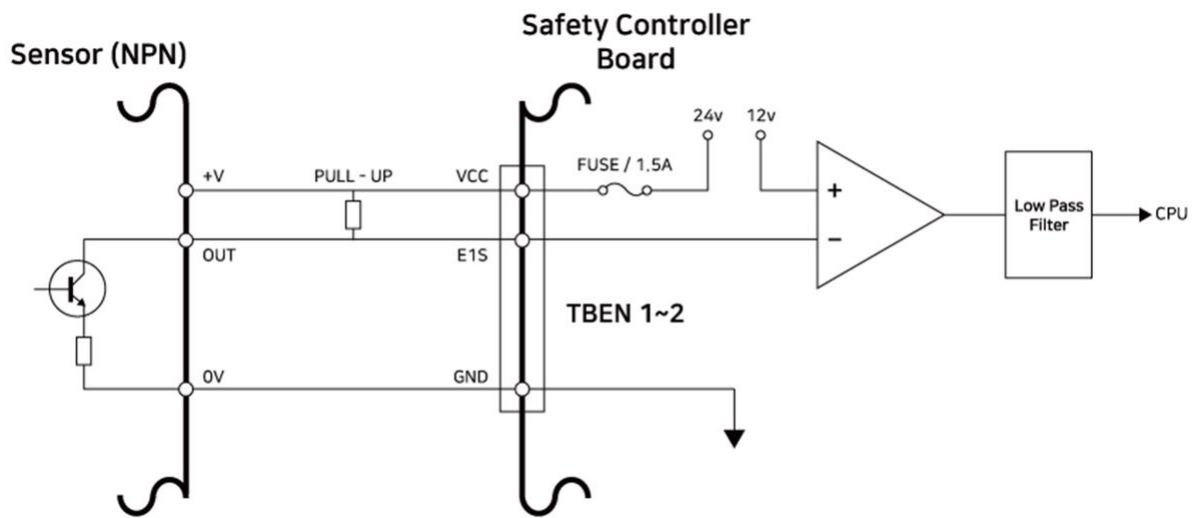 Safety Controller
Board
Sensor (NPN)
24v
12v
FUSE / 1.5A
+V
PULL - UP
VCC
+
Low Pass
Filter
CPU
−
OUT
E1S
TBEN 1~2
0V
GND